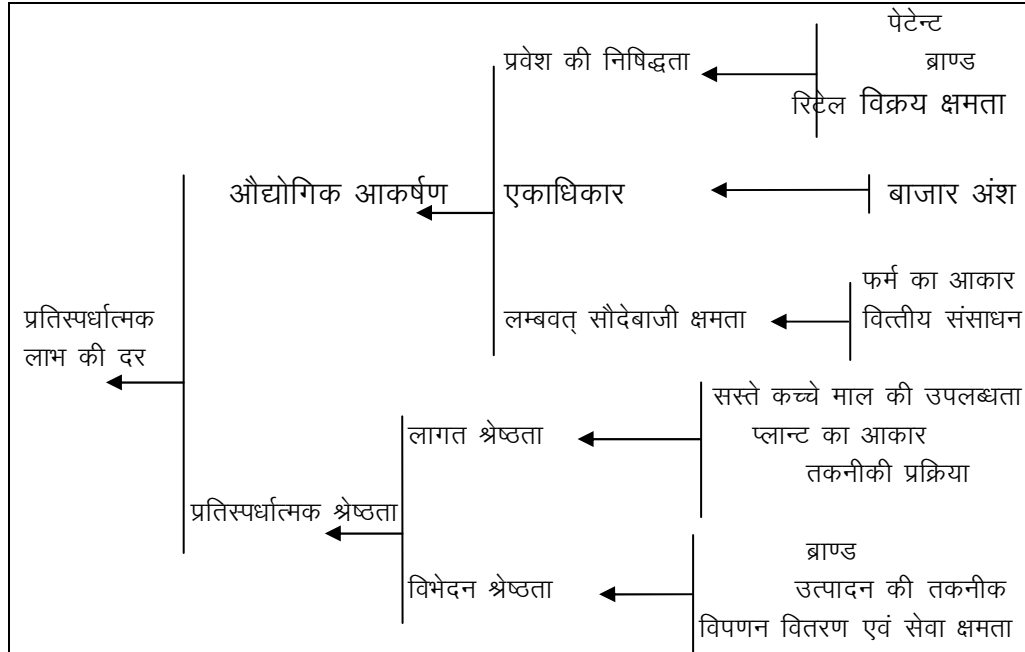 पेटेन्ट
प्रवेश की निषिद्धता
ब्राण्ड
रिटेल विक्रय क्षमता
औद्योगिक आकर्षण
एकाधिकार
बाजार अंश
फर्म का आकार
लम्बवत् सौदेबाजी क्षमता
वित्तीय संसाधन
प्रतिस्पर्धात्मक
लाभ की दर
सस्ते कच्चे माल की उपलब्धता
लागत श्रेष्ठता
प्लान्ट का आकार
तकनीकी प्रक्रिया
प्रतिस्पर्धात्मक श्रेष्ठता
ब्राण्ड
विभेदन श्रेष्ठता
उत्पादन की तकनीक
विपणन वितरण एवं सेवा क्षमता